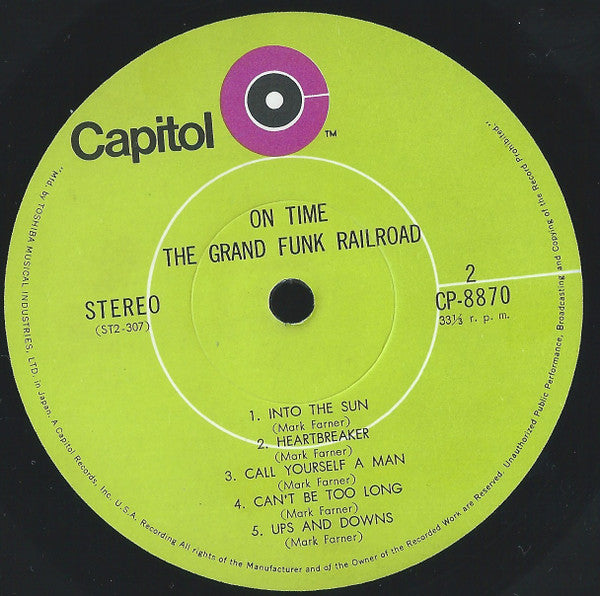 Capitol
TM
ON TIME
THE GRAND FUNK RAILROAD
STEREO
(ST2-307)
2
CP-8870
33⅓ r. p. m.
1. INTO THE SUN
(Mark Farner)
2. HEARTBREAKER
(Mark Farner)
3. CALL YOURSELF A MAN
(Mark Farner)
4. CAN'T BE TOO LONG
(Mark Farner)
5. UPS AND DOWNS
(Mark Farner)
"Mfd. by TOSHIBA MUSICAL INDUSTRIES, LTD. in Japan. A Capitol Records, Inc. U.S.A. Recording All rights of the Manufacturer and of the Owner of the Recorded Work are Reserved. Unauthorized Public Performance, Broadcasting and Copying of the Record Prohibited."